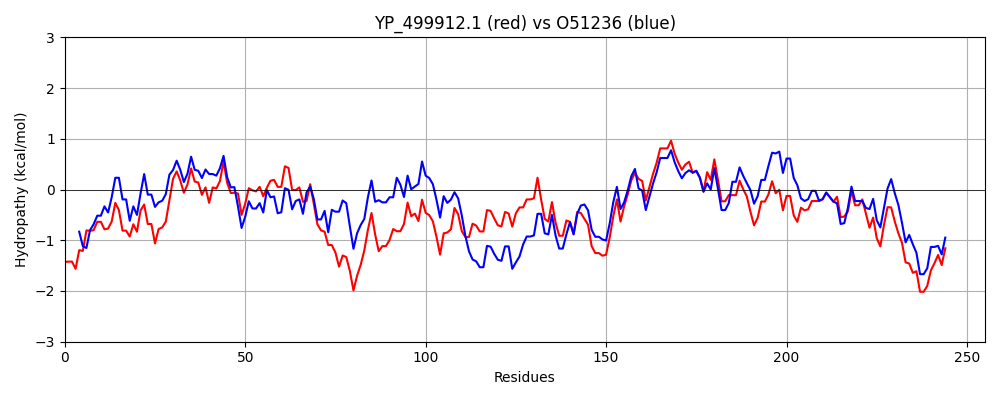 YP_499912.1 (red) vs O51236 (blue)
Hydropathy (kcal/mol)
3
2
1
0
−1
−2
−3
0 50 100 150 200 250
Residues